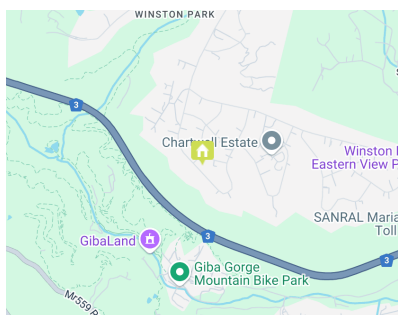 WINSTON PARK
3
Chartwell Estate
Winston
Eastern View P
SANRAL Maria
Toll
3
3
GibaLand
Giba Gorge
Mountain Bike Park
Mr559 R